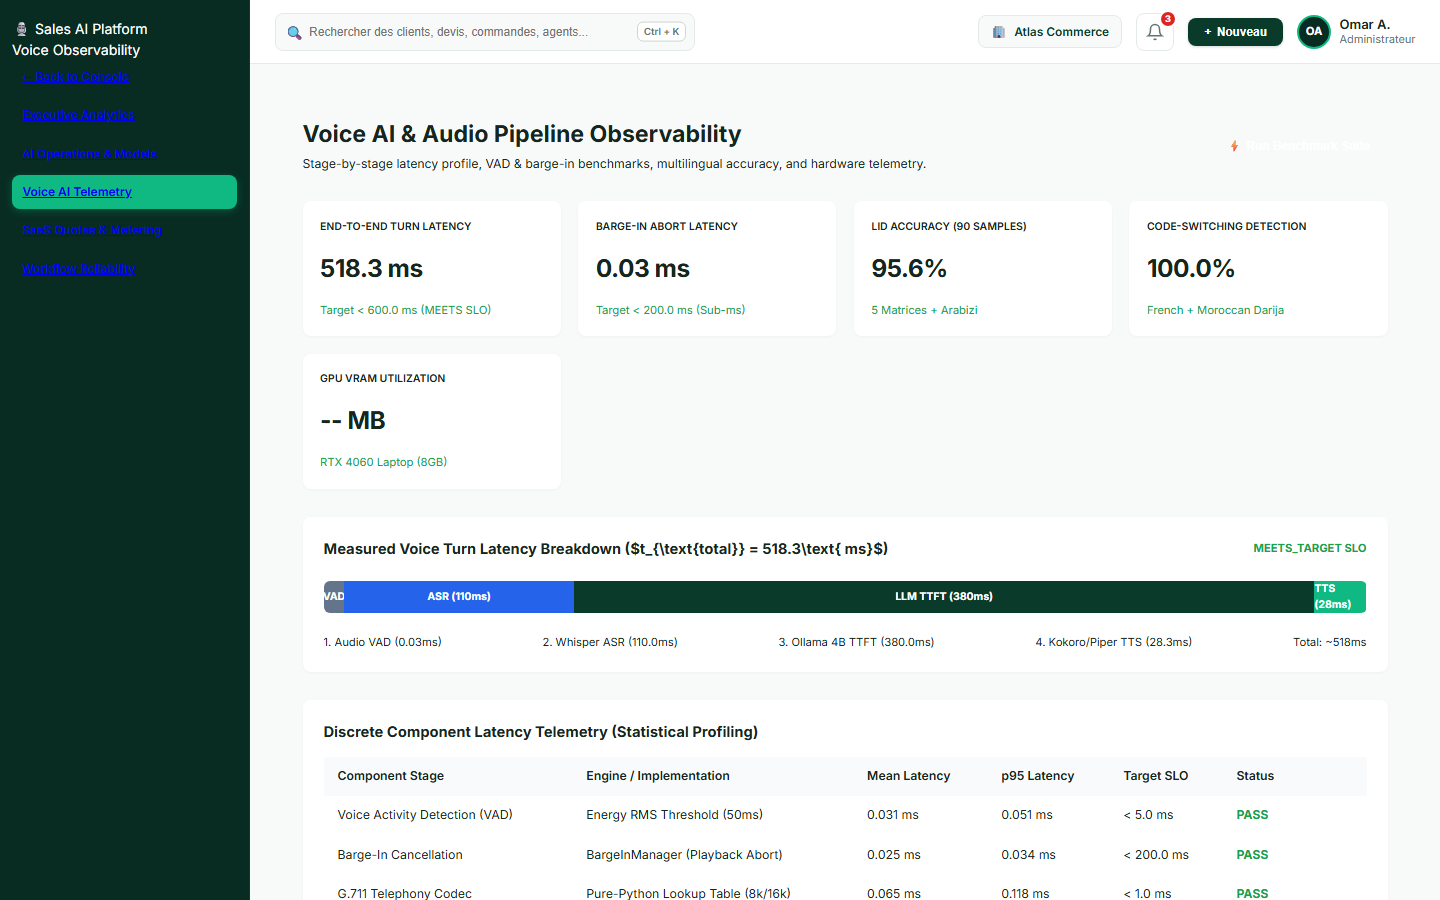 Sales AI Platform
Voice Observability
← Back to Console
Executive Analytics
AI Operations & Models
Voice AI Telemetry
SaaS Quotas & Metering
Workflow Reliability
Rechercher des clients, devis, commandes, agents...
Ctrl + K
Atlas Commerce
3
+ Nouveau
OA
Omar A.
Administrateur
Voice AI & Audio Pipeline Observability
Stage-by-stage latency profile, VAD & barge-in benchmarks, multilingual accuracy, and hardware telemetry.
Run Benchmark Suite
END-TO-END TURN LATENCY
518.3 ms
Target < 600.0 ms (MEETS SLO)
BARGE-IN ABORT LATENCY
0.03 ms
Target < 200.0 ms (Sub-ms)
LID ACCURACY (90 SAMPLES)
95.6%
5 Matrices + Arabizi
CODE-SWITCHING DETECTION
100.0%
French + Moroccan Darija
GPU VRAM UTILIZATION
-- MB
RTX 4060 Laptop (8GB)
Measured Voice Turn Latency Breakdown ($t_{\text{total}} = 518.3\text{ ms}$)
MEETS_TARGET SLO
VAD
ASR (110ms)
LLM TTFT (380ms)
TTS
(28ms)
1. Audio VAD (0.03ms)
2. Whisper ASR (110.0ms)
3. Ollama 4B TTFT (380.0ms)
4. Kokoro/Piper TTS (28.3ms)
Total: ~518ms
Discrete Component Latency Telemetry (Statistical Profiling)
Component Stage
Engine / Implementation
Mean Latency
p95 Latency
Target SLO
Status
Voice Activity Detection (VAD)
Energy RMS Threshold (50ms)
0.031 ms
0.051 ms
< 5.0 ms
PASS
Barge-In Cancellation
BargeInManager (Playback Abort)
0.025 ms
0.034 ms
< 200.0 ms
PASS
G.711 Telephony Codec
Pure-Python Lookup Table (8k/16k)
0.065 ms
0.118 ms
< 1.0 ms
PASS